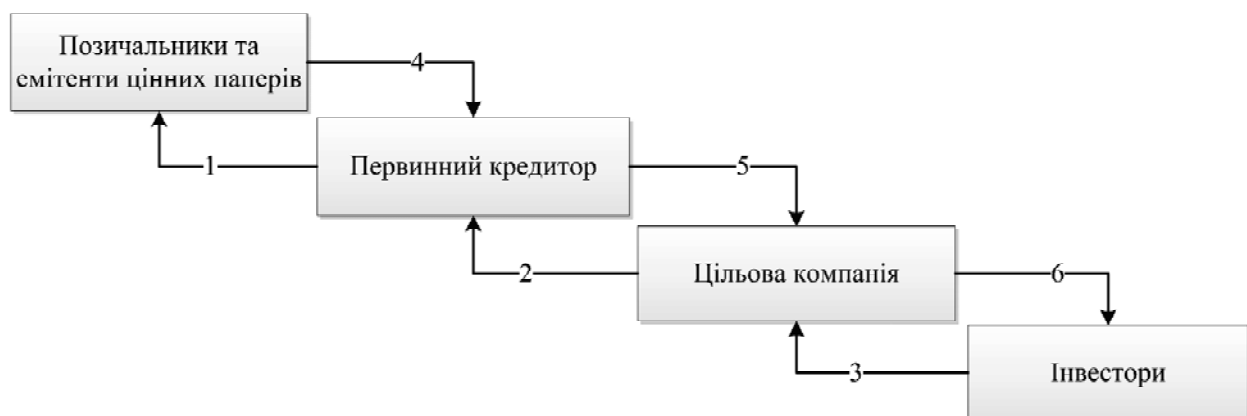 Позичальники та
емітенти цінних паперів
4
1
Первинний кредитор
5
2
Цільова компанія
6
3
Інвестори